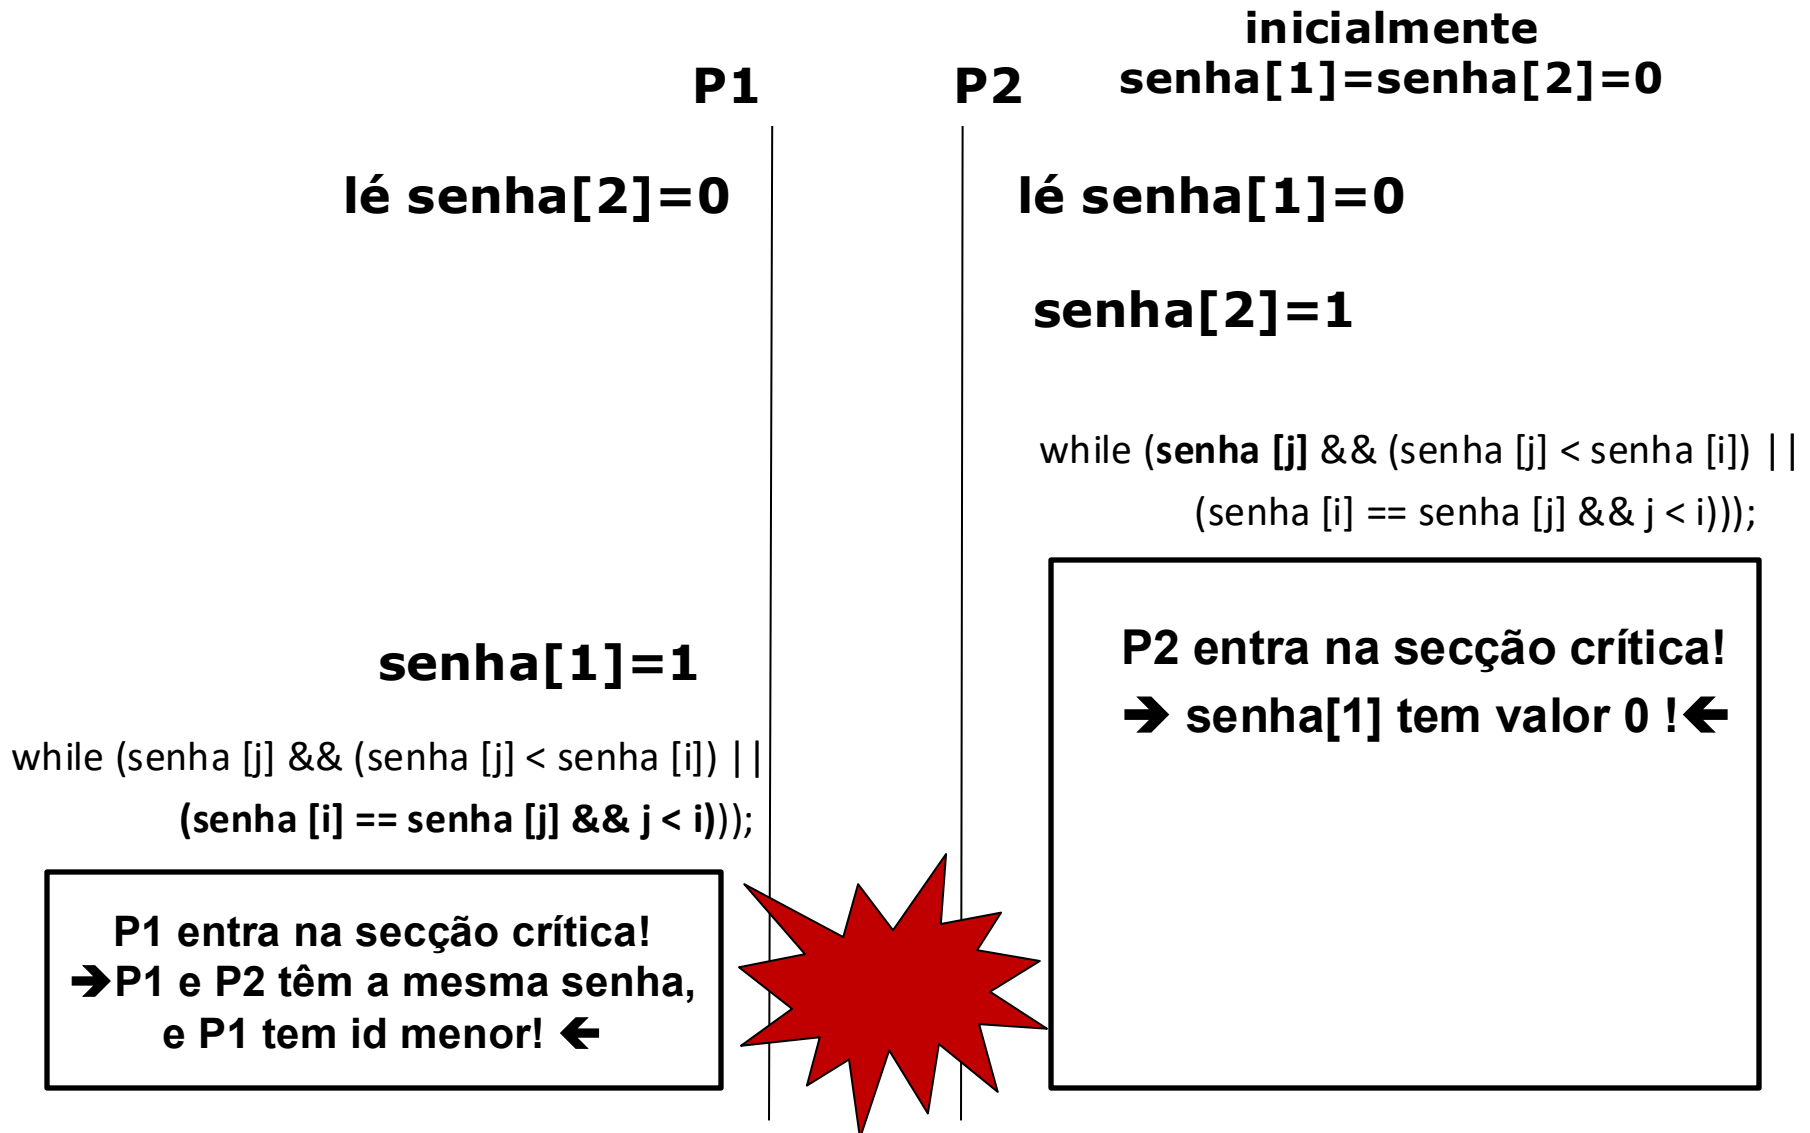 inicialmente
senha[1]=senha[2]=0
P1
P2
lé senha[2]=0
lé senha[1]=0
senha[2]=1
while (senha [j] && (senha [j] < senha [i]) ||
(senha [i] == senha [j] && j < i)));
P2 entra na secção crítica!
➔ senha[1] tem valor 0 !🡸
senha[1]=1
while (senha [j] && (senha [j] < senha [i]) ||
(senha [i] == senha [j] && j < i)));
P1 entra na secção crítica!
➔P1 e P2 têm a mesma senha,
e P1 tem id menor! 🡸